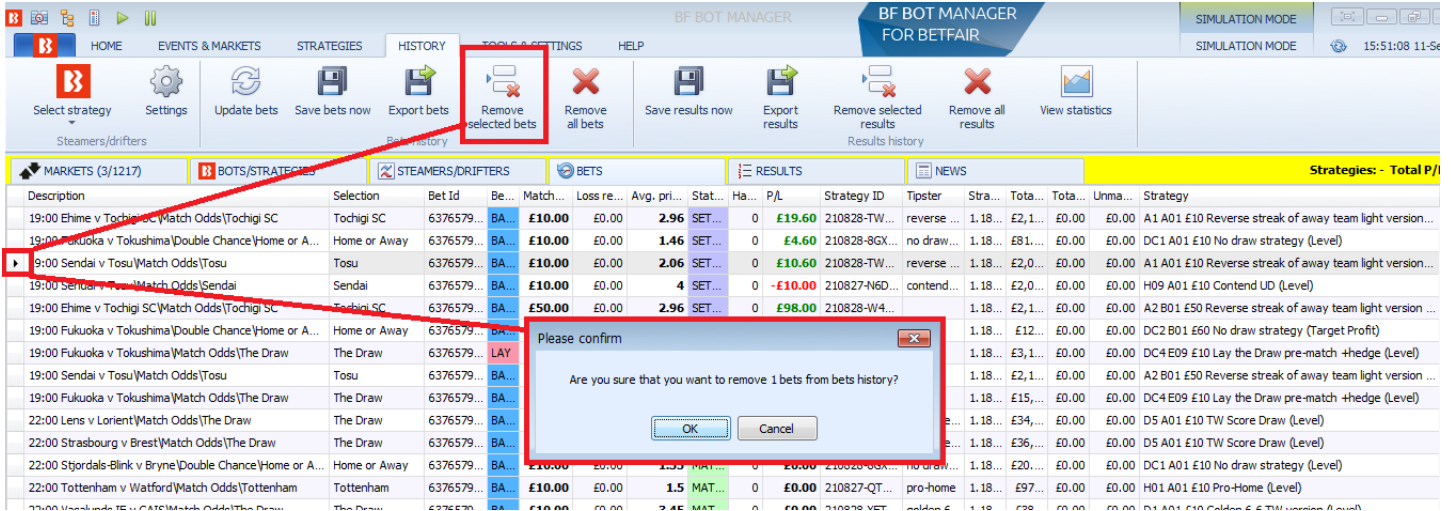 BF BOT MANAGER
BF BOT MANAGER
FOR BETFAIR
SIMULATION MODE
HOME EVENTS & MARKETS STRATEGIES HISTORY TOOLS & SETTINGS HELP
SIMULATION MODE 15:51:08 11-Se
Select strategy Settings Update bets Save bets now Export bets Remove selected bets Remove all bets Save results now Export results Remove selected results Remove all results View statistics
Steamers/drifters Bets history Results history
MARKETS (3/1217) BOTS/STRATEGIES STEAMERS/DRIFTERS BETS RESULTS NEWS Strategies: - Total P/
Description Selection Bet Id Be... Match... Loss re... Avg. pri... Stat... Ha... P/L Strategy ID Tipster Stra... Tota... Tota... Unma... Strategy
19:00 Ehime v Tochigi SC\Match Odds\Tochigi SC Tochigi SC 6376579... BA... £10.00 £0.00 2.96 SET... 0 £19.60 210828-TW... reverse ... 1.18... £2,1... £0.00 £0.00 A1 A01 £10 Reverse streak of away team light version...
19:00 Fukuoka v Tokushima\Double Chance\Home or A... Home or Away 6376579... BA... £10.00 £0.00 1.46 SET... 0 £4.60 210828-8GX... no draw... 1.18... £81.... £0.00 £0.00 DC1 A01 £10 No draw strategy (Level)
19:00 Sendai v Tosu\Match Odds\Tosu Tosu 6376579... BA... £10.00 £0.00 2.06 SET... 0 £10.60 210828-TW... reverse ... 1.18... £2,0... £0.00 £0.00 A1 A01 £10 Reverse streak of away team light version...
19:00 Sendai v Tosu\Match Odds\Sendai Sendai 6376579... BA... £10.00 £0.00 4 SET... 0 -£10.00 210827-N6D... contend... 1.18... £2,0... £0.00 £0.00 H09 A01 £10 Contend UD (Level)
19:00 Ehime v Tochigi SC\Match Odds\Tochigi SC Tochigi SC 6376579... BA... £50.00 £0.00 2.96 SET... 0 £98.00 210828-W4... 1.18... £2,1... £0.00 £0.00 A2 B01 £50 Reverse streak of away team light version ...
19:00 Fukuoka v Tokushima\Double Chance\Home or A... Home or Away 6376579... BA... 1.18... £12... £0.00 £0.00 DC2 B01 £60 No draw strategy (Target Profit)
19:00 Fukuoka v Tokushima\Match Odds\The Draw The Draw 6376579... LAY 1.18... £3,1... £0.00 £0.00 DC4 E09 £10 Lay the Draw pre-match +hedge (Level)
19:00 Sendai v Tosu\Match Odds\Tosu Tosu 6376579... BA... 1.18... £2,1... £0.00 £0.00 A2 B01 £50 Reverse streak of away team light version ...
19:00 Fukuoka v Tokushima\Match Odds\The Draw The Draw 6376579... BA... 1.18... £15,... £0.00 £0.00 DC4 E09 £10 Lay the Draw pre-match +hedge (Level)
22:00 Lens v Lorient\Match Odds\The Draw The Draw 6376579... BA... 1.18... £34,... £0.00 £0.00 D5 A01 £10 TW Score Draw (Level)
22:00 Strasbourg v Brest\Match Odds\The Draw The Draw 6376579... BA... 1.18... £36,... £0.00 £0.00 D5 A01 £10 TW Score Draw (Level)
Please confirm
Are you sure that you want to remove 1 bets from bets history?
OK Cancel
22:00 Stjordals-Blink v Bryne\Double Chance\Home or A... Home or Away 6376579... BA... £10.00 £0.00 MAT... 0 £0.00 no draw... 1.18... £20.... £0.00 £0.00 DC1 A01 £10 No draw strategy (Level)
22:00 Tottenham v Watford\Match Odds\Tottenham Tottenham 6376579... BA... £10.00 £0.00 1.5 MAT... 0 £0.00 210827-QT... pro-home 1.18... £97... £0.00 £0.00 H01 A01 £10 Pro-Home (Level)